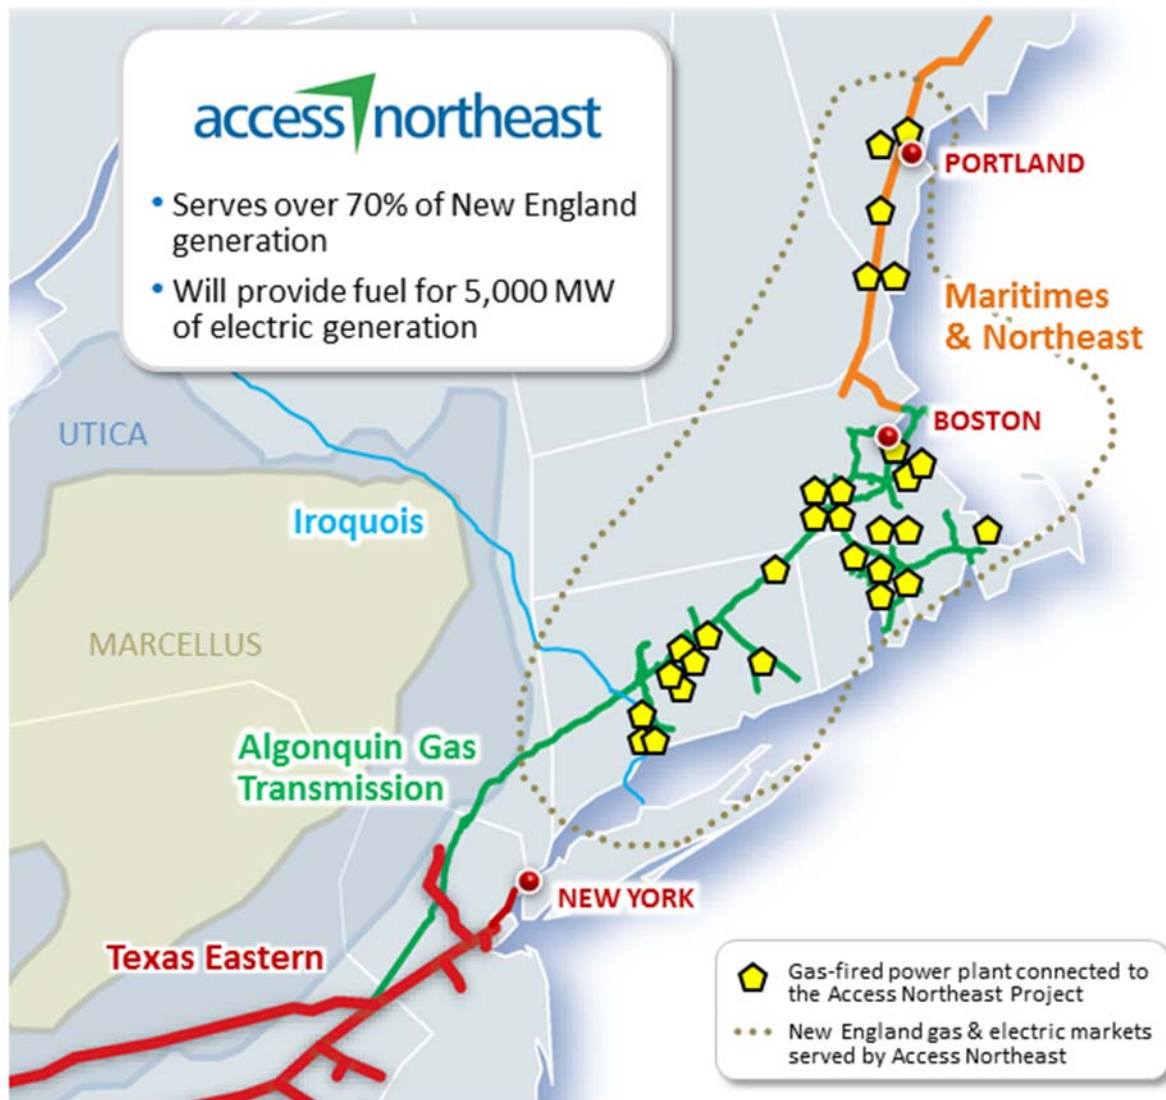 access northeast
• Serves over 70% of New England
generation
• Will provide fuel for 5,000 MW
of electric generation
PORTLAND
Maritimes
& Northeast
BOSTON
UTICA
Iroquois
MARCELLUS
Algonquin Gas
Transmission
NEW YORK
Texas Eastern
Gas-fired power plant connected to
the Access Northeast Project
New England gas & electric markets
served by Access Northeast